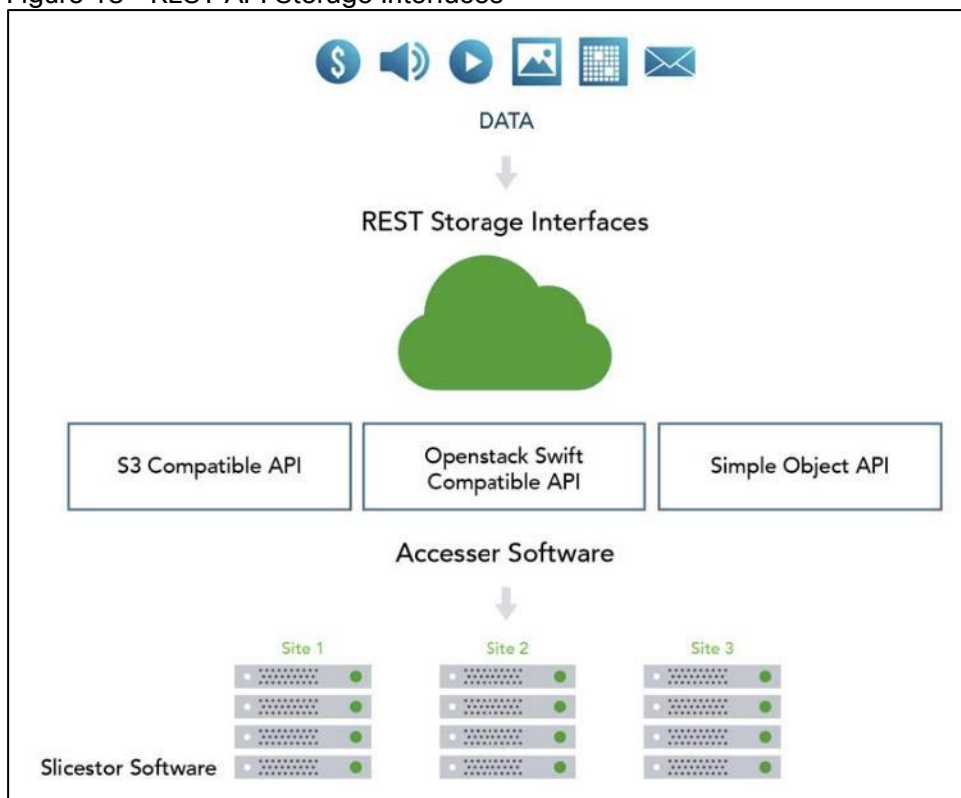 DATA
REST Storage Interfaces
S3 Compatible API
Openstack Swift
Compatible API
Simple Object API
Accesser Software
Site 1
Site 2
Site 3
Slicestor Software